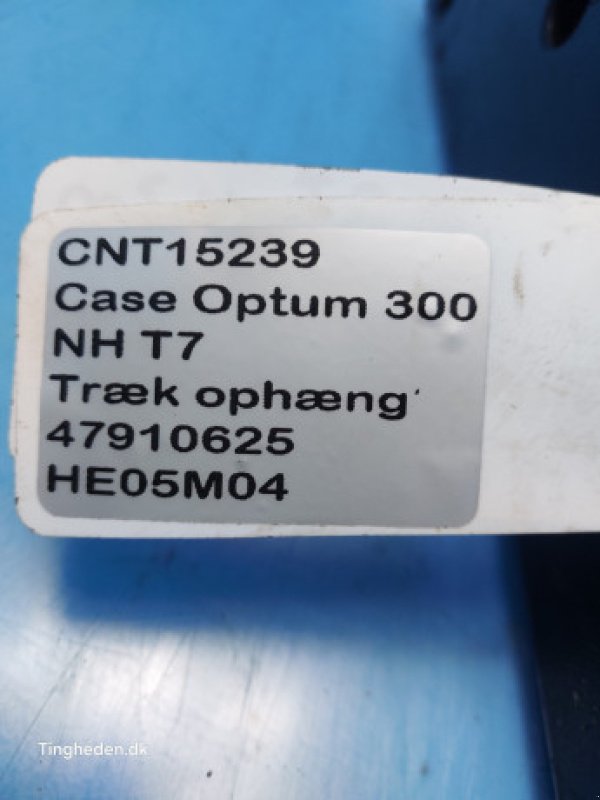 CNT15239
Case Optum 300
NH T7
Træk ophæng
47910625
HE05M04
Tingheden.dk